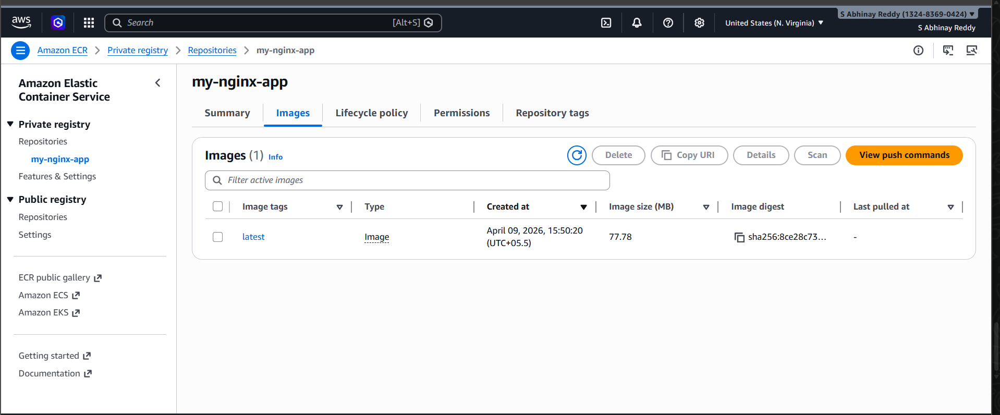 aws
Search [Alt+S]
United States (N. Virginia)
S Abhinay Reddy (1324-8369-0424)
S Abhinay Reddy
Amazon ECR
Private registry
Repositories
my-nginx-app
Amazon Elastic
Container Service
Private registry
Repositories
my-nginx-app
Features & Settings
Public registry
Repositories
Settings
ECR public gallery
Amazon ECS
Amazon EKS
Getting started
Documentation
my-nginx-app
Summary
Images
Lifecycle policy
Permissions
Repository tags
Images (1) Info
Delete
Copy URI
Details
Scan
View push commands
Filter active images
Image tags
Type
Created at
Image size (MB)
Image digest
Last pulled at
latest
Image
April 09, 2026, 15:50:20
(UTC+05.5)
77.78
sha256:8ce28c73...
-